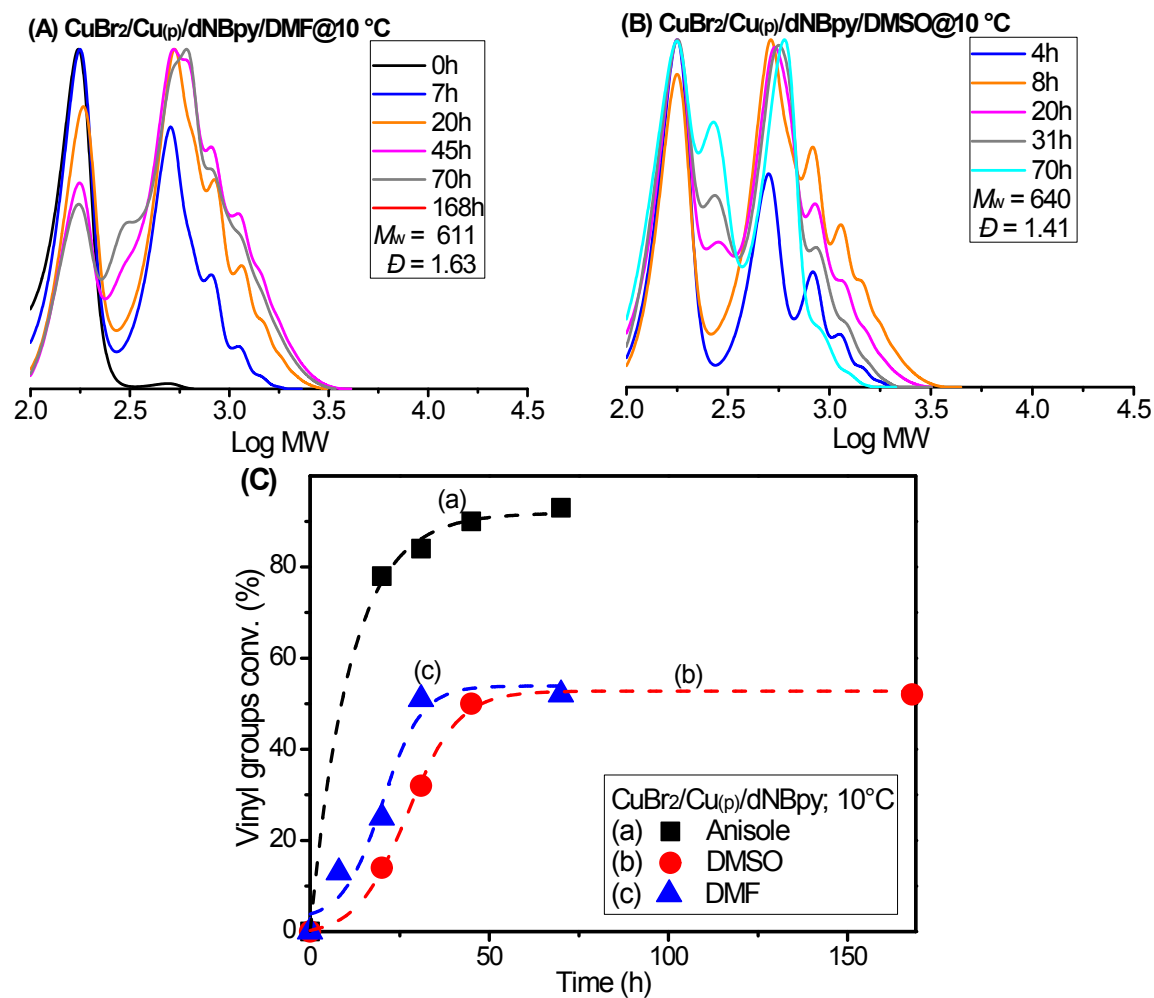 (A) CuBr₂/Cu₍ₚ₎/dNBpy/DMF@10 °C
0h
7h
20h
45h
70h
168h
Mw = 611
Đ = 1.63
2.0 2.5 3.0 3.5 4.0 4.5
Log MW
(B) CuBr₂/Cu₍ₚ₎/dNBpy/DMSO@10 °C
4h
8h
20h
31h
70h
Mw = 640
Đ = 1.41
2.0 2.5 3.0 3.5 4.0 4.5
Log MW
(C)
Vinyl groups conv. (%)
80
60
40
20
0
(a)
(c)
(b)
CuBr₂/Cu₍ₚ₎/dNBpy; 10°C
(a) Anisole
(b) DMSO
(c) DMF
0 50 100 150
Time (h)